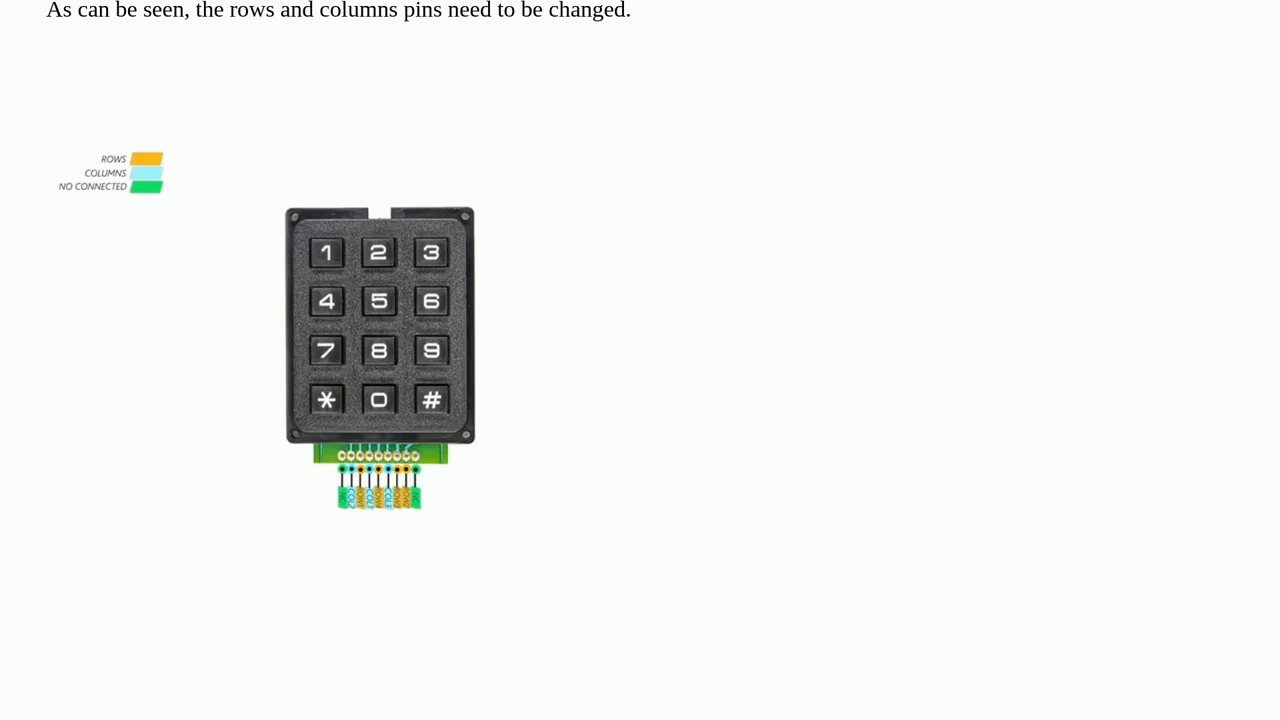 As can be seen, the rows and columns pins need to be changed.
ROWS
COLUMNS
NO CONNECTED
1 2 3
4 5 6
7 8 9
* 0 #